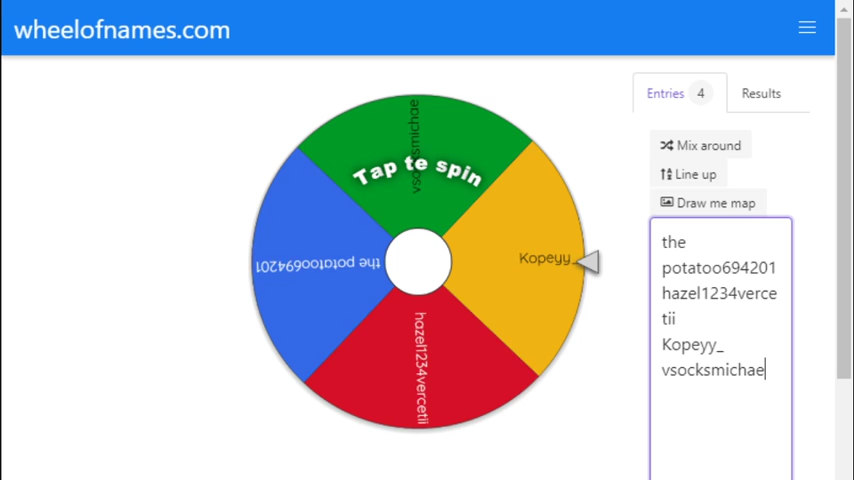 wheelofnames.com
Entries 4
Results
Mix around
Line up
Draw me map
the
potatoo694201
hazel1234verce
tii
Kopeyy_
vsocksmichae
vsocksmichae
Tap te spin
the potatoo694201
Kopeyy_
hazel1234vercetii